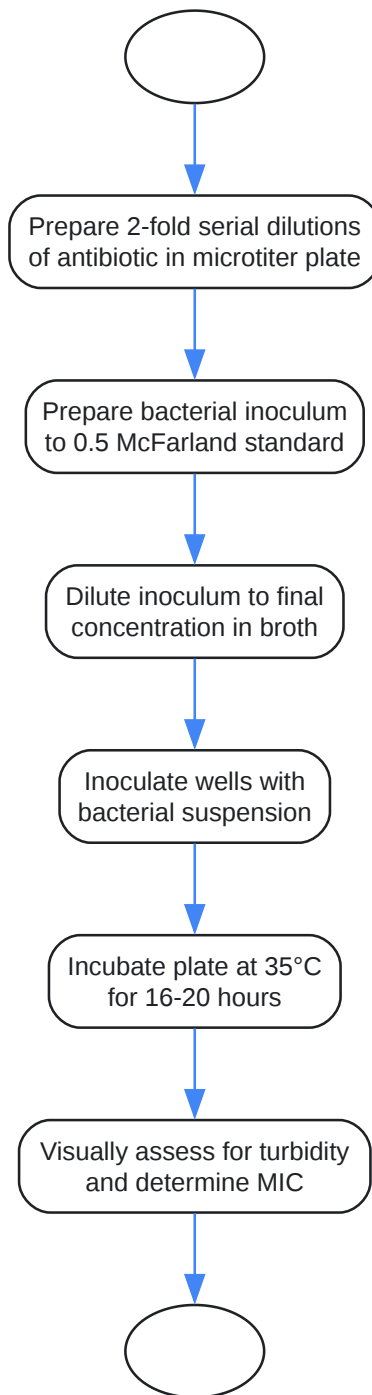 Prepare 2-fold serial dilutions
of antibiotic in microtiter plate
Prepare bacterial inoculum
to 0.5 McFarland standard
Dilute inoculum to final
concentration in broth
Inoculate wells with
bacterial suspension
Incubate plate at 35°C
for 16-20 hours
Visually assess for turbidity
and determine MIC